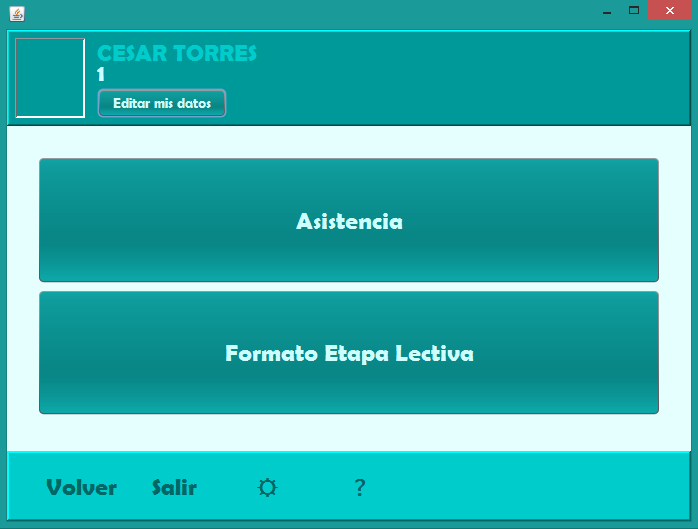 CESAR TORRES
1
Editar mis datos
Asistencia
Formato Etapa Lectiva
Volver Salir ?